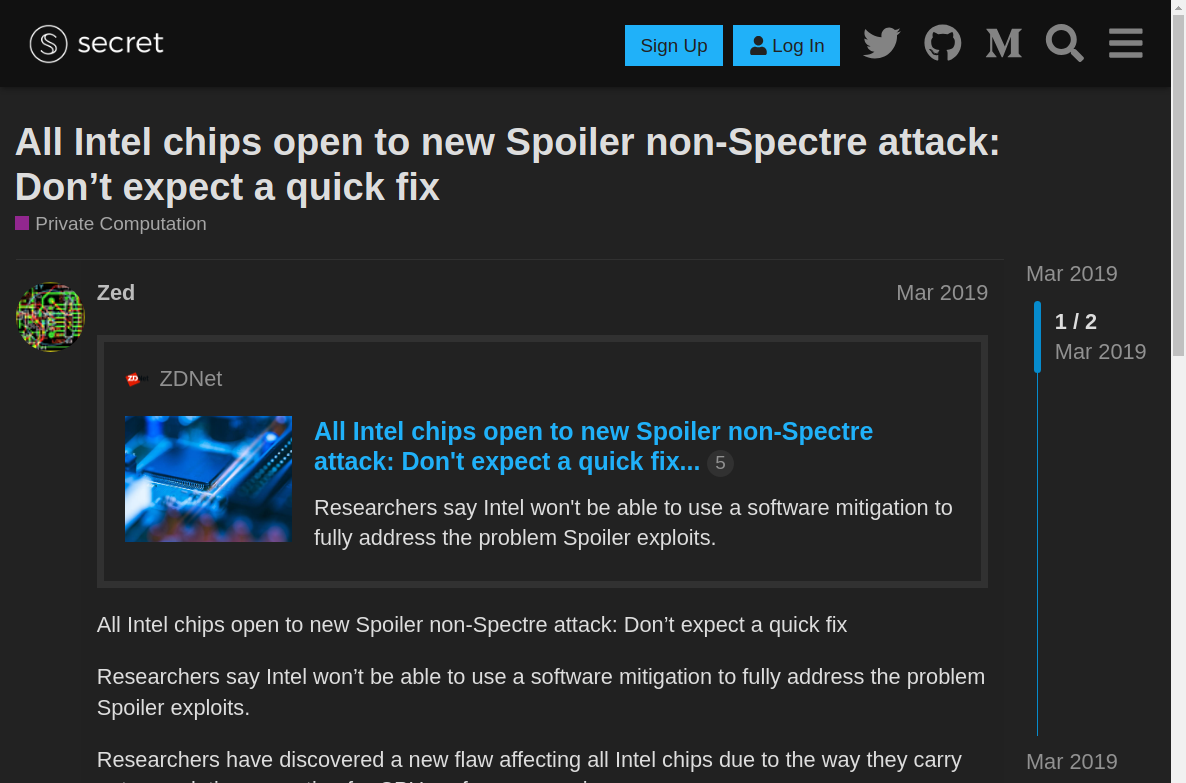 secret
Sign Up
Log In
All Intel chips open to new Spoiler non-Spectre attack:
Don’t expect a quick fix
Private Computation
Zed
Mar 2019
Mar 2019
1 / 2
Mar 2019
ZDNet
All Intel chips open to new Spoiler non-Spectre
attack: Don't expect a quick fix... 5
Researchers say Intel won't be able to use a software mitigation to
fully address the problem Spoiler exploits.
All Intel chips open to new Spoiler non-Spectre attack: Don’t expect a quick fix
Researchers say Intel won’t be able to use a software mitigation to fully address the problem
Spoiler exploits.
Researchers have discovered a new flaw affecting all Intel chips due to the way they carry
Mar 2019